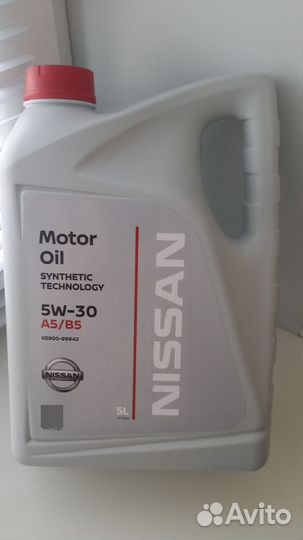 Motor
Oil
SYNTHETIC
TECHNOLOGY
5W-30
A5/B5
KE900-99943
NISSAN
5L
NISSAN
Avito